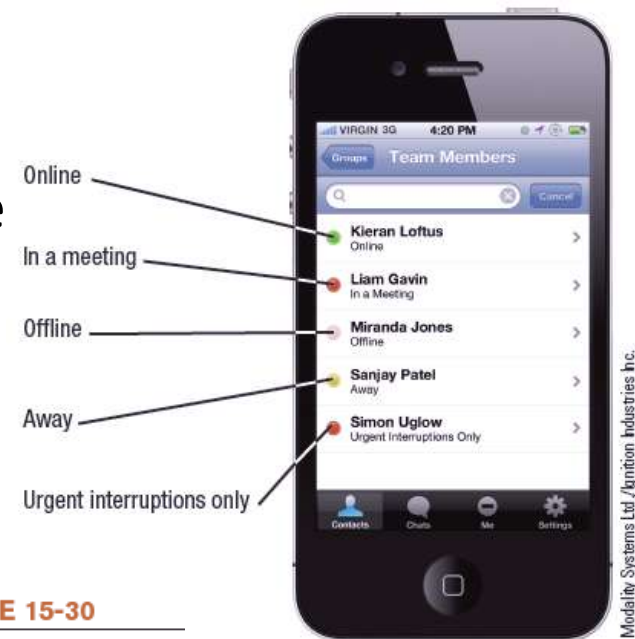 Online
e
In a meeting
Offline
Away
Urgent interruptions only
VIRGIN 3G 4:20 PM
Groups Team Members
Cancel
Kieran Loftus
Online
Liam Gavin
In a Meeting
Miranda Jones
Offline
Sanjay Patel
Away
Simon Uglow
Urgent Interruptions Only
Contacts Chats Me Settings
E 15-30
Modality Systems Ltd /Ignition Industries Inc.